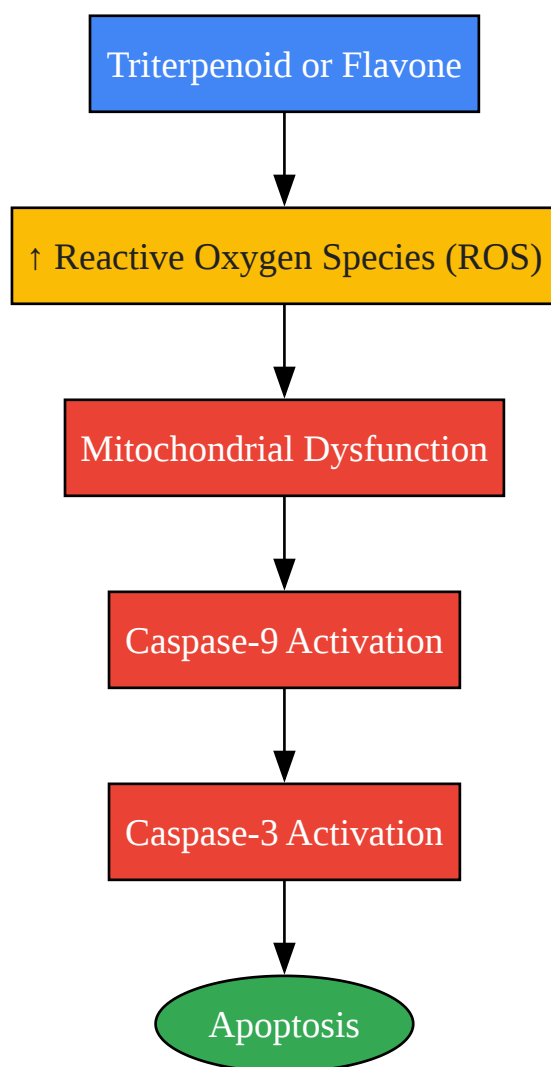 Triterpenoid or Flavone
↑ Reactive Oxygen Species (ROS)
Mitochondrial Dysfunction
Caspase-9 Activation
Caspase-3 Activation
Apoptosis